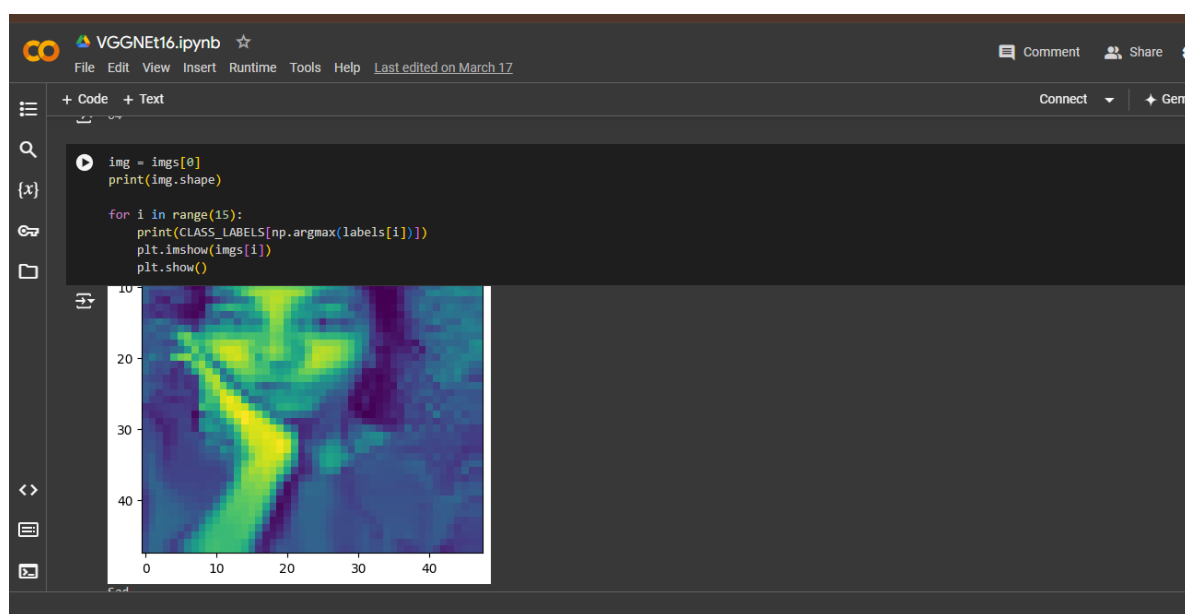 CO VGGNEt16.ipynb
File Edit View Insert Runtime Tools Help Last edited on March 17
Comment Share
+ Code + Text
Connect Gem
img = imgs[0]
print(img.shape)
for i in range(15):
print(CLASS_LABELS[np.argmax(labels[i])])
plt.imshow(imgs[i])
plt.show()
{x}
10
20
30
40
0 10 20 30 40
<>